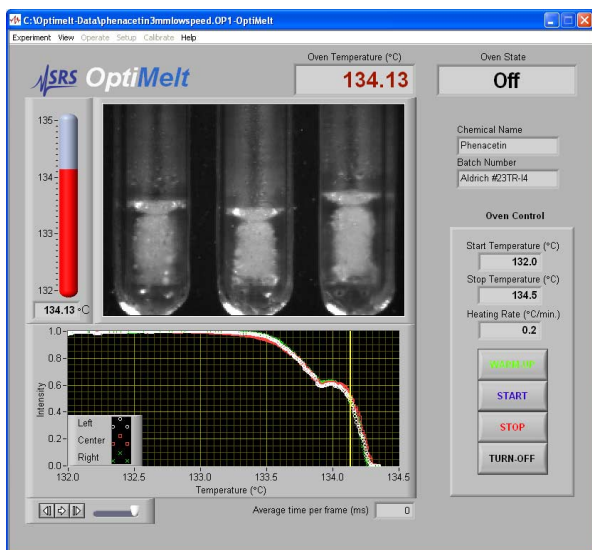 C:\Optimelt-Data\phenacetin3mmlowspeed.OP1-OptiMelt
Experiment View Operate Setup Calibrate Help
SRS OptiMelt
Oven Temperature (°C)
134.13
Oven State
Off
135
134
133
132
134.13 °C
Chemical Name
Phenacetin
Batch Number
Aldrich #23TR-I4
Oven Control
Start Temperature (°C)
132.0
Stop Temperature (°C)
134.5
Heating Rate (°C/min.)
0.2
START
STOP
TURN-OFF
Intensity
1.0
0.8
0.6
0.4
0.2
0.0
Left
Center
Right
132.0 132.5 133.0 133.5 134.0 134.5
Temperature (°C)
Average time per frame (ms) 0